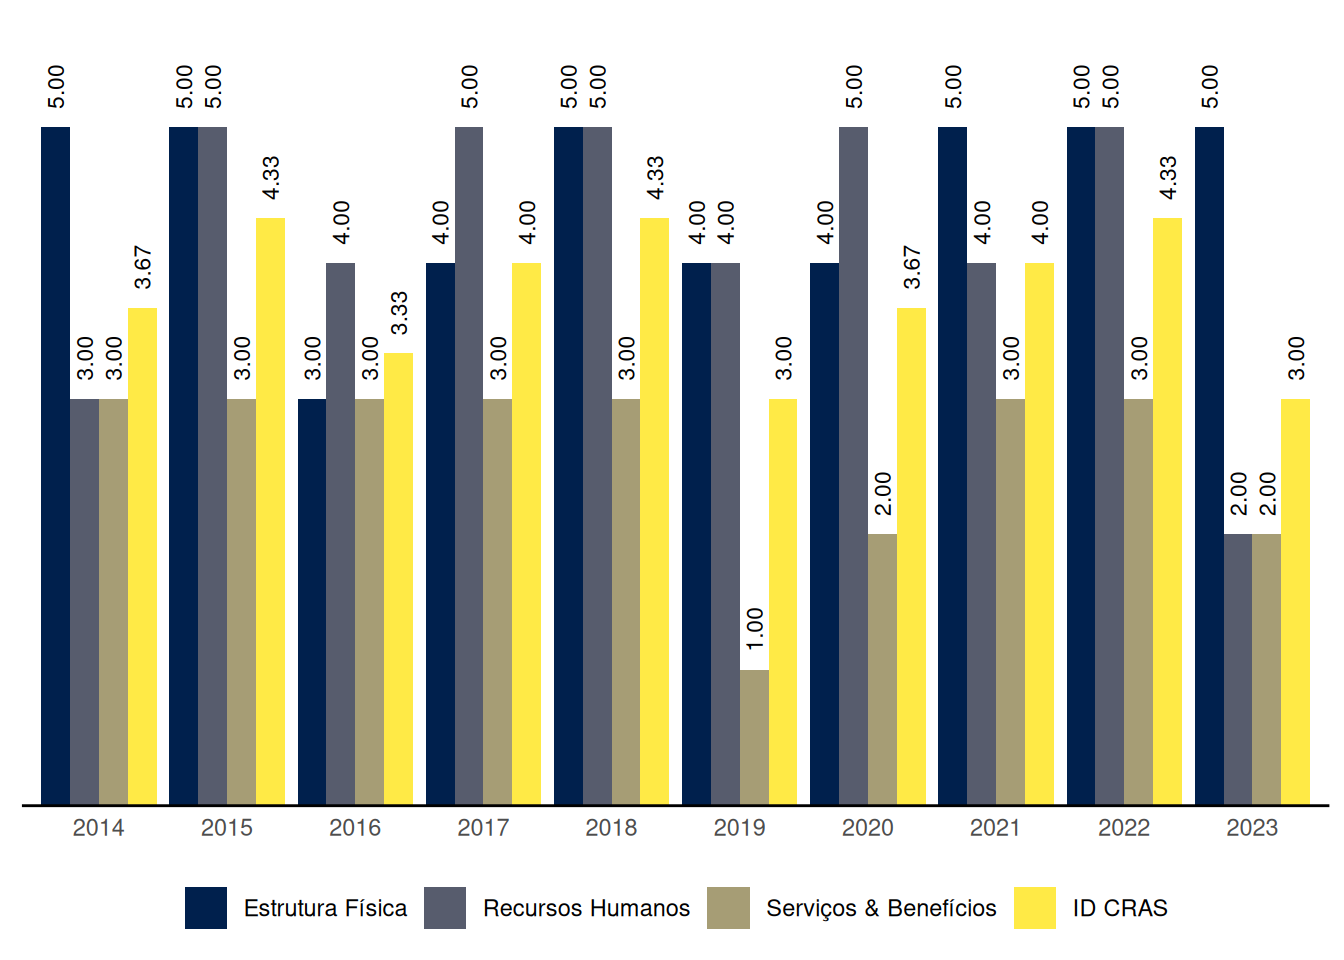 5.00 3.00 3.00 3.67 5.00 5.00 3.00 4.33 3.00 4.00 3.00 3.33 4.00 5.00 3.00 4.00 5.00 5.00 3.00 4.33 4.00 4.00 1.00 3.00 4.00 5.00 2.00 3.67 5.00 4.00 3.00 4.00 5.00 5.00 3.00 4.33 5.00 2.00 2.00 3.00
2014 2015 2016 2017 2018 2019 2020 2021 2022 2023
Estrutura Física Recursos Humanos Serviços & Benefícios ID CRAS